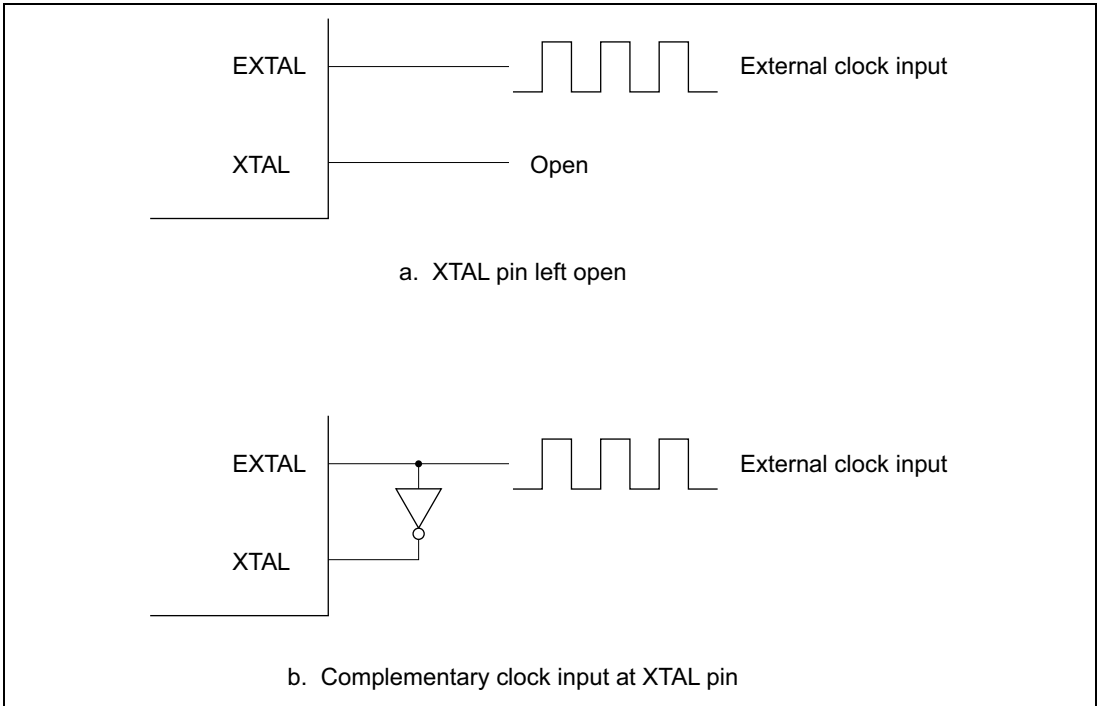 EXTAL External clock input
XTAL Open
a. XTAL pin left open
EXTAL External clock input
XTAL
b. Complementary clock input at XTAL pin